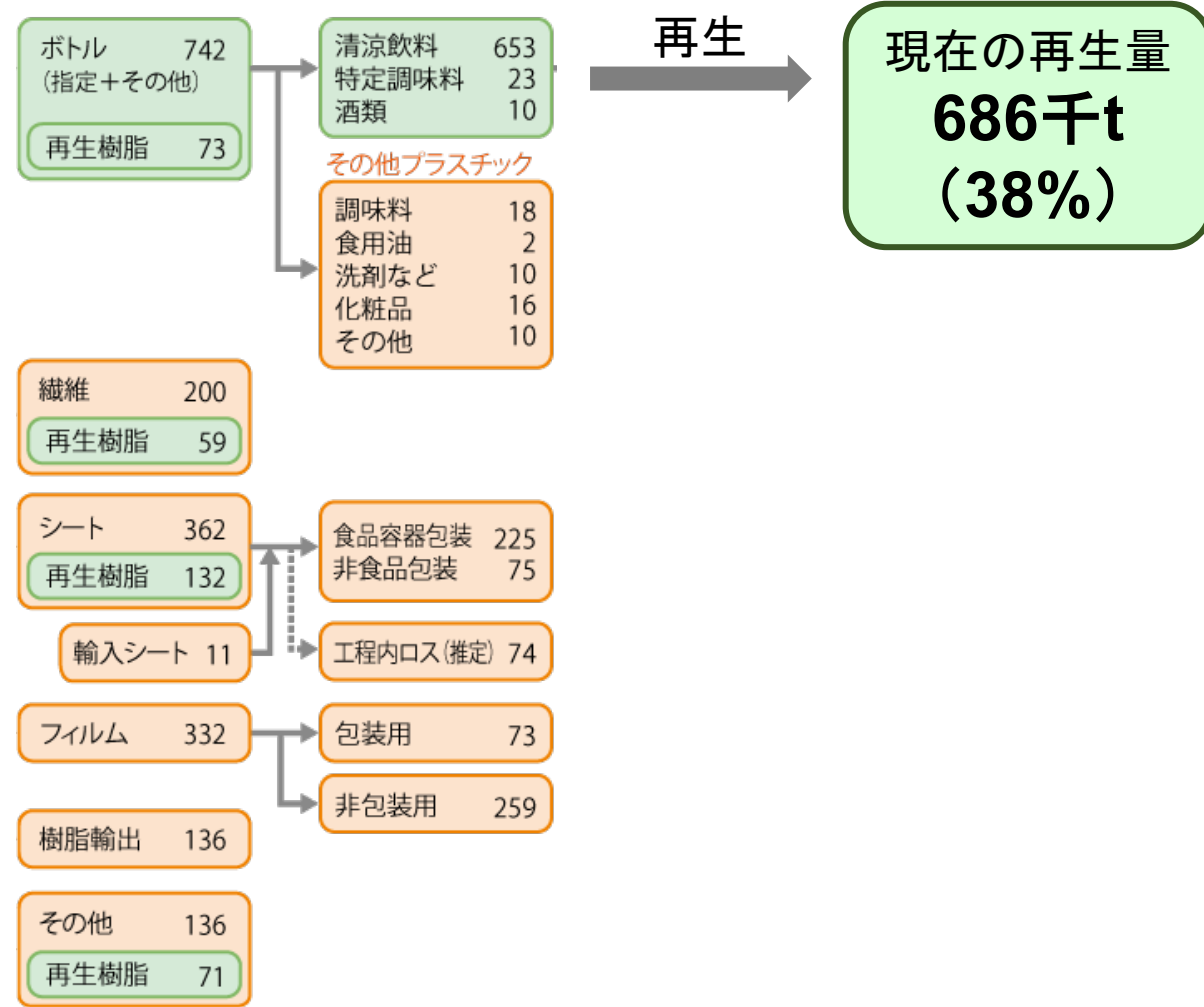 ボトル 742
(指定+その他)
再生樹脂 73
清涼飲料 653
特定調味料 23
酒類 10
再生
現在の再生量
686千t
(38%)
その他プラスチック
調味料 18
食用油 2
洗剤など 10
化粧品 16
その他 10
繊維 200
再生樹脂 59
シート 362
再生樹脂 132
輸入シート 11
食品容器包装 225
非食品包装 75
工程内ロス(推定) 74
フィルム 332
包装用 73
非包装用 259
樹脂輸出 136
その他 136
再生樹脂 71